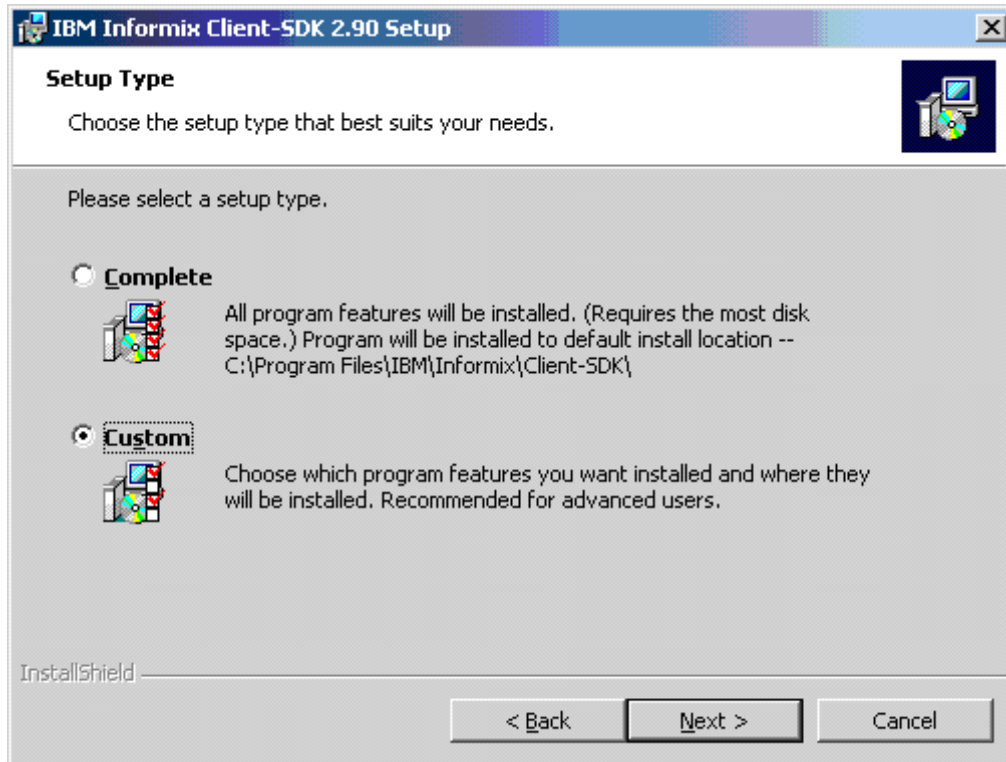 IBM Informix Client-SDK 2.90 Setup
Setup Type
Choose the setup type that best suits your needs.
Please select a setup type.
Complete
All program features will be installed. (Requires the most disk
space.) Program will be installed to default install location --
C:\Program Files\IBM\Informix\Client-SDK\
Custom
Choose which program features you want installed and where they
will be installed. Recommended for advanced users.
InstallShield
< Back
Next >
Cancel